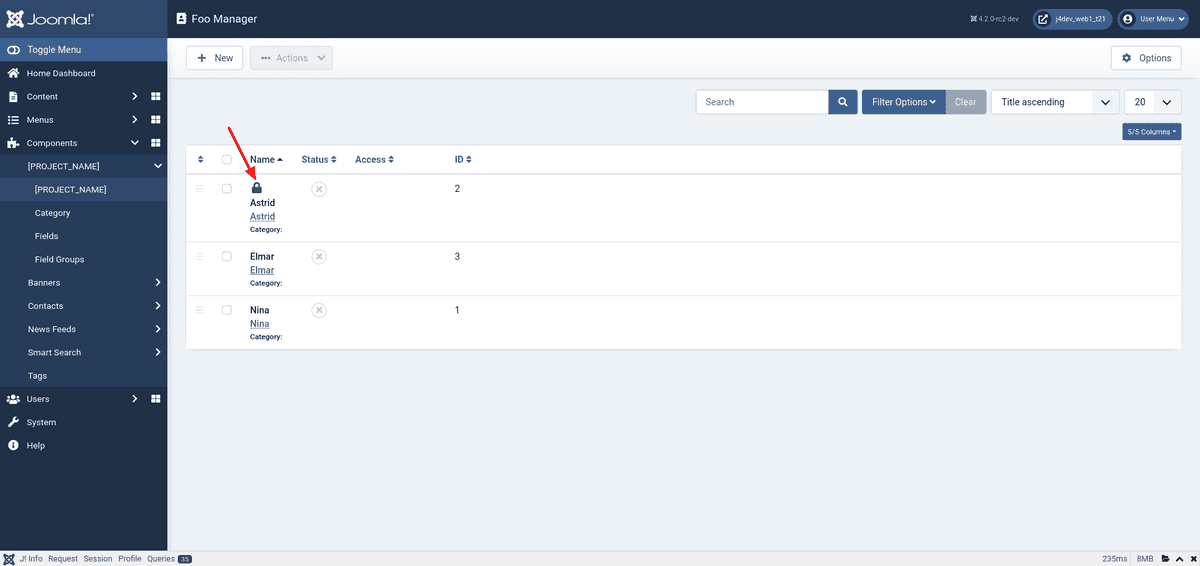 Joomla!®
Foo Manager
4.2.0-rc2-dev
j4dev_web1_t21
User Menu
Toggle Menu
Home Dashboard
Content
Menus
Components
[PROJECT_NAME]
[PROJECT_NAME]
Category
Fields
Field Groups
Banners
Contacts
News Feeds
Smart Search
Tags
Users
System
Help
New
Actions
Options
Search
Filter Options
Clear
Title ascending
20
5/5 Columns
Name Status Access ID
Astrid 2
Astrid
Category:
Elmar 3
Elmar
Category:
Nina 1
Nina
Category:
J! Info Request Session Profile Queries 35
235ms 8MB